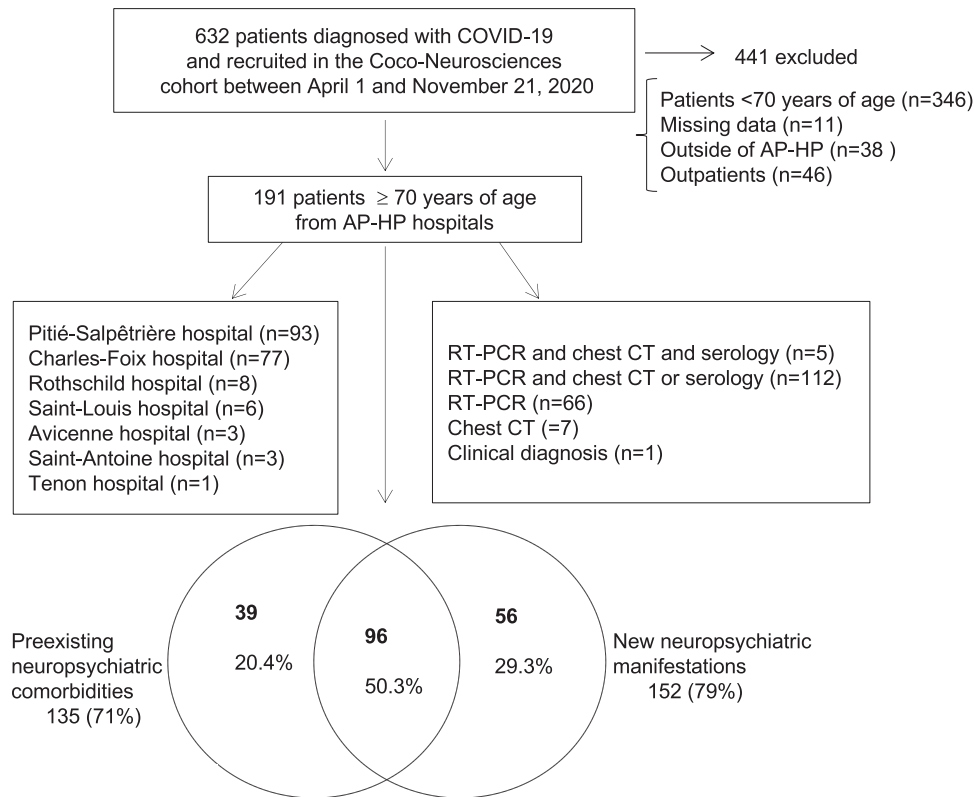 632 patients diagnosed with COVID-19
and recruited in the Coco-Neurosciences
cohort between April 1 and November 21, 2020
441 excluded
Patients <70 years of age (n=346)
Missing data (n=11)
Outside of AP-HP (n=38 )
Outpatients (n=46)
191 patients ≥ 70 years of age
from AP-HP hospitals
Pitié-Salpêtrière hospital (n=93)
Charles-Foix hospital (n=77)
Rothschild hospital (n=8)
Saint-Louis hospital (n=6)
Avicenne hospital (n=3)
Saint-Antoine hospital (n=3)
Tenon hospital (n=1)
RT-PCR and chest CT and serology (n=5)
RT-PCR and chest CT or serology (n=112)
RT-PCR (n=66)
Chest CT (=7)
Clinical diagnosis (n=1)
Preexisting
neuropsychiatric
comorbidities
135 (71%)
39
20.4%
96
50.3%
56
29.3%
New neuropsychiatric
manifestations
152 (79%)